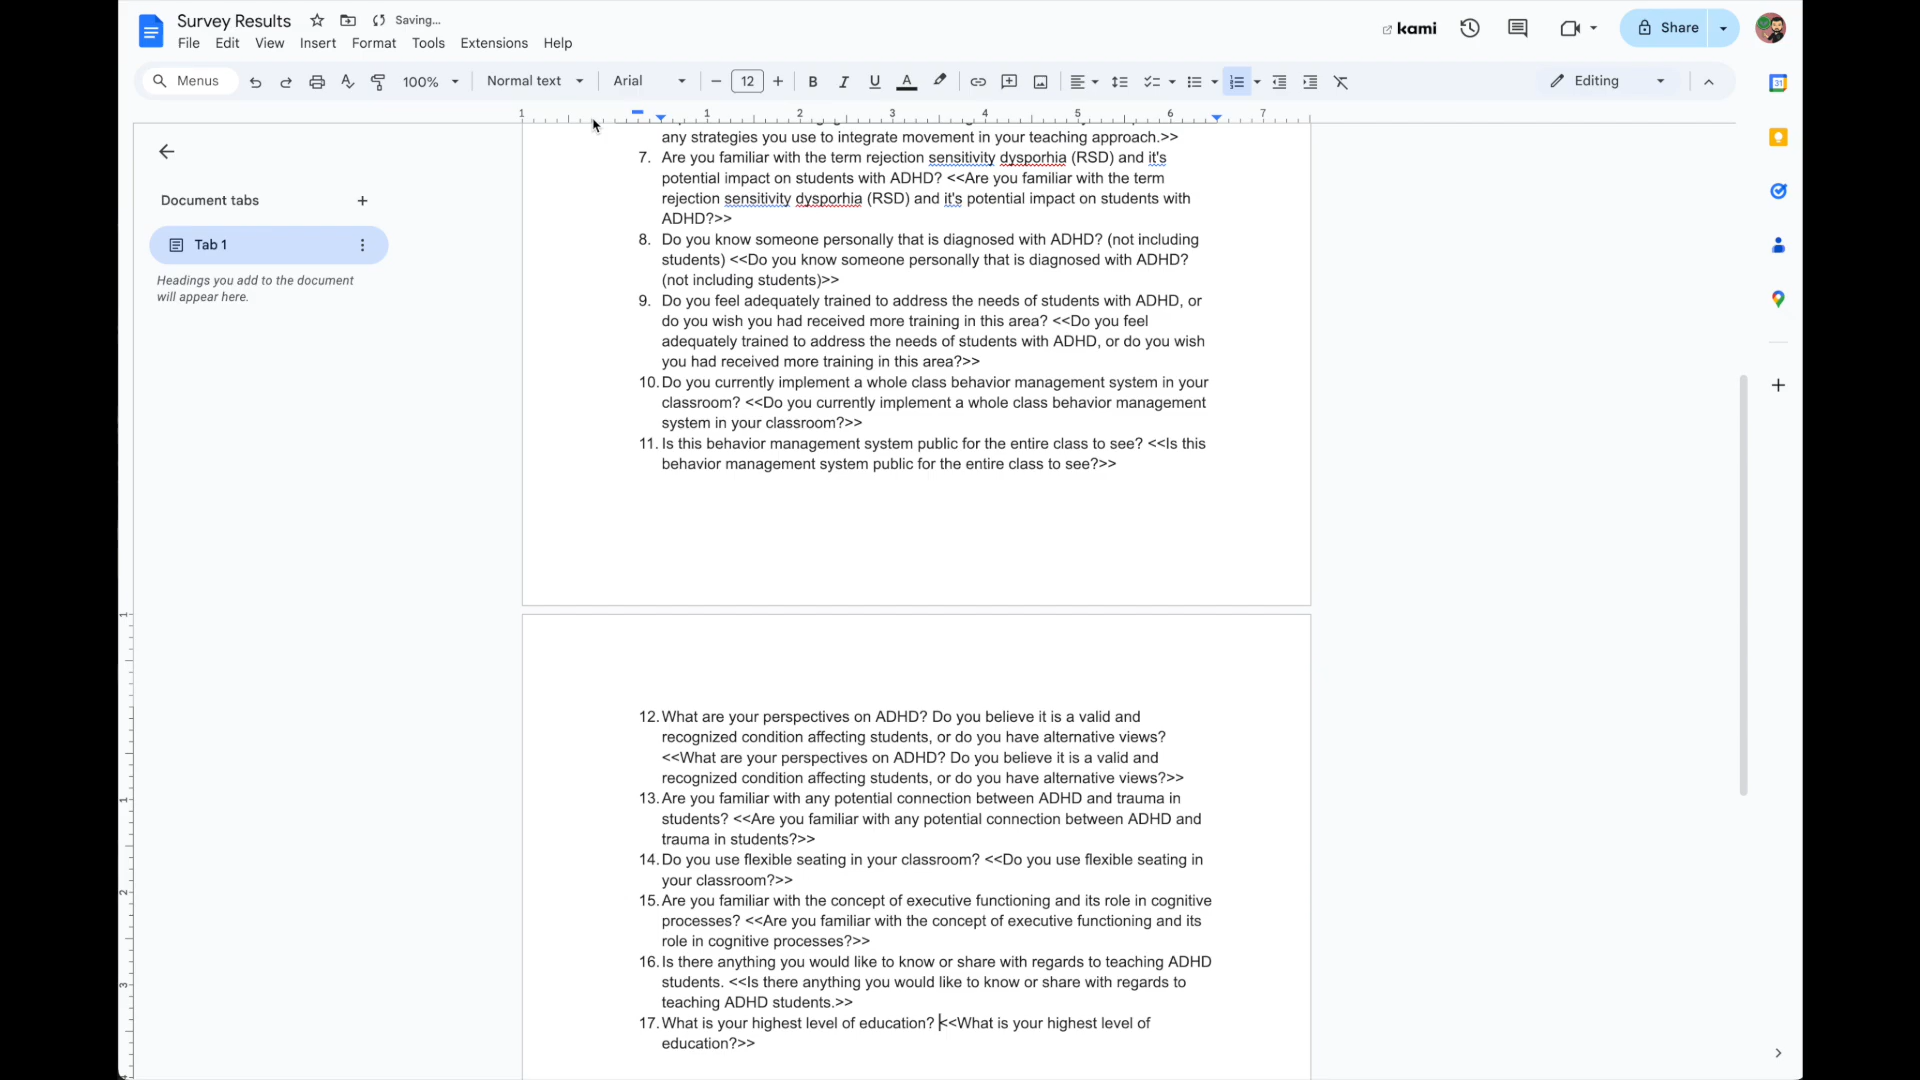 Survey Results
Saving...
kami
Share
File Edit View Insert Format Tools Extensions Help
Menus
100%
Normal text
Arial
12
Editing
1 1 2 3 4 5 6 7
Document tabs
Tab 1
Headings you add to the document
will appear here.
any strategies you use to integrate movement in your teaching approach.>>
7. Are you familiar with the term rejection sensitivity dysporhia (RSD) and it's
potential impact on students with ADHD? <<Are you familiar with the term
rejection sensitivity dysporhia (RSD) and it's potential impact on students with
ADHD?>>
8. Do you know someone personally that is diagnosed with ADHD? (not including
students) <<Do you know someone personally that is diagnosed with ADHD?
(not including students)>>
9. Do you feel adequately trained to address the needs of students with ADHD, or
do you wish you had received more training in this area? <<Do you feel
adequately trained to address the needs of students with ADHD, or do you wish
you had received more training in this area?>>
10. Do you currently implement a whole class behavior management system in your
classroom? <<Do you currently implement a whole class behavior management
system in your classroom?>>
11. Is this behavior management system public for the entire class to see? <<Is this
behavior management system public for the entire class to see?>>
12. What are your perspectives on ADHD? Do you believe it is a valid and
recognized condition affecting students, or do you have alternative views?
<<What are your perspectives on ADHD? Do you believe it is a valid and
recognized condition affecting students, or do you have alternative views?>>
13. Are you familiar with any potential connection between ADHD and trauma in
students? <<Are you familiar with any potential connection between ADHD and
trauma in students?>>
14. Do you use flexible seating in your classroom? <<Do you use flexible seating in
your classroom?>>
15. Are you familiar with the concept of executive functioning and its role in cognitive
processes? <<Are you familiar with the concept of executive functioning and its
role in cognitive processes?>>
16. Is there anything you would like to know or share with regards to teaching ADHD
students. <<Is there anything you would like to know or share with regards to
teaching ADHD students.>>
17. What is your highest level of education? <<What is your highest level of
education?>>